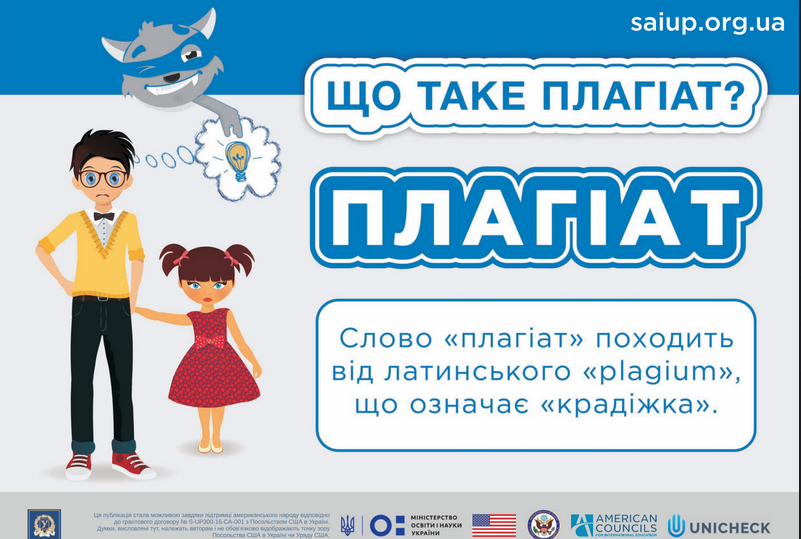 saiup.org.ua
ЩО ТАКЕ ПЛАГІАТ?
ПЛАГІАТ
Слово «плагіат» походить
від латинського «plagium»,
що означає «крадіжка».
Ця публікація стала можливою завдяки підтримці американського народу відповідно
до грантового договору № S-UP300-16-CA-001 з Посольством США в Україні.
Думки, висловлені тут, належать авторам і не обов'язково відображають точку зору
Посольства США в Україні чи Уряду США.
МІНІСТЕРСТВО
ОСВІТИ І НАУКИ
УКРАЇНИ
AMERICAN
COUNCILS
FOR INTERNATIONAL EDUCATION
UNICHECK